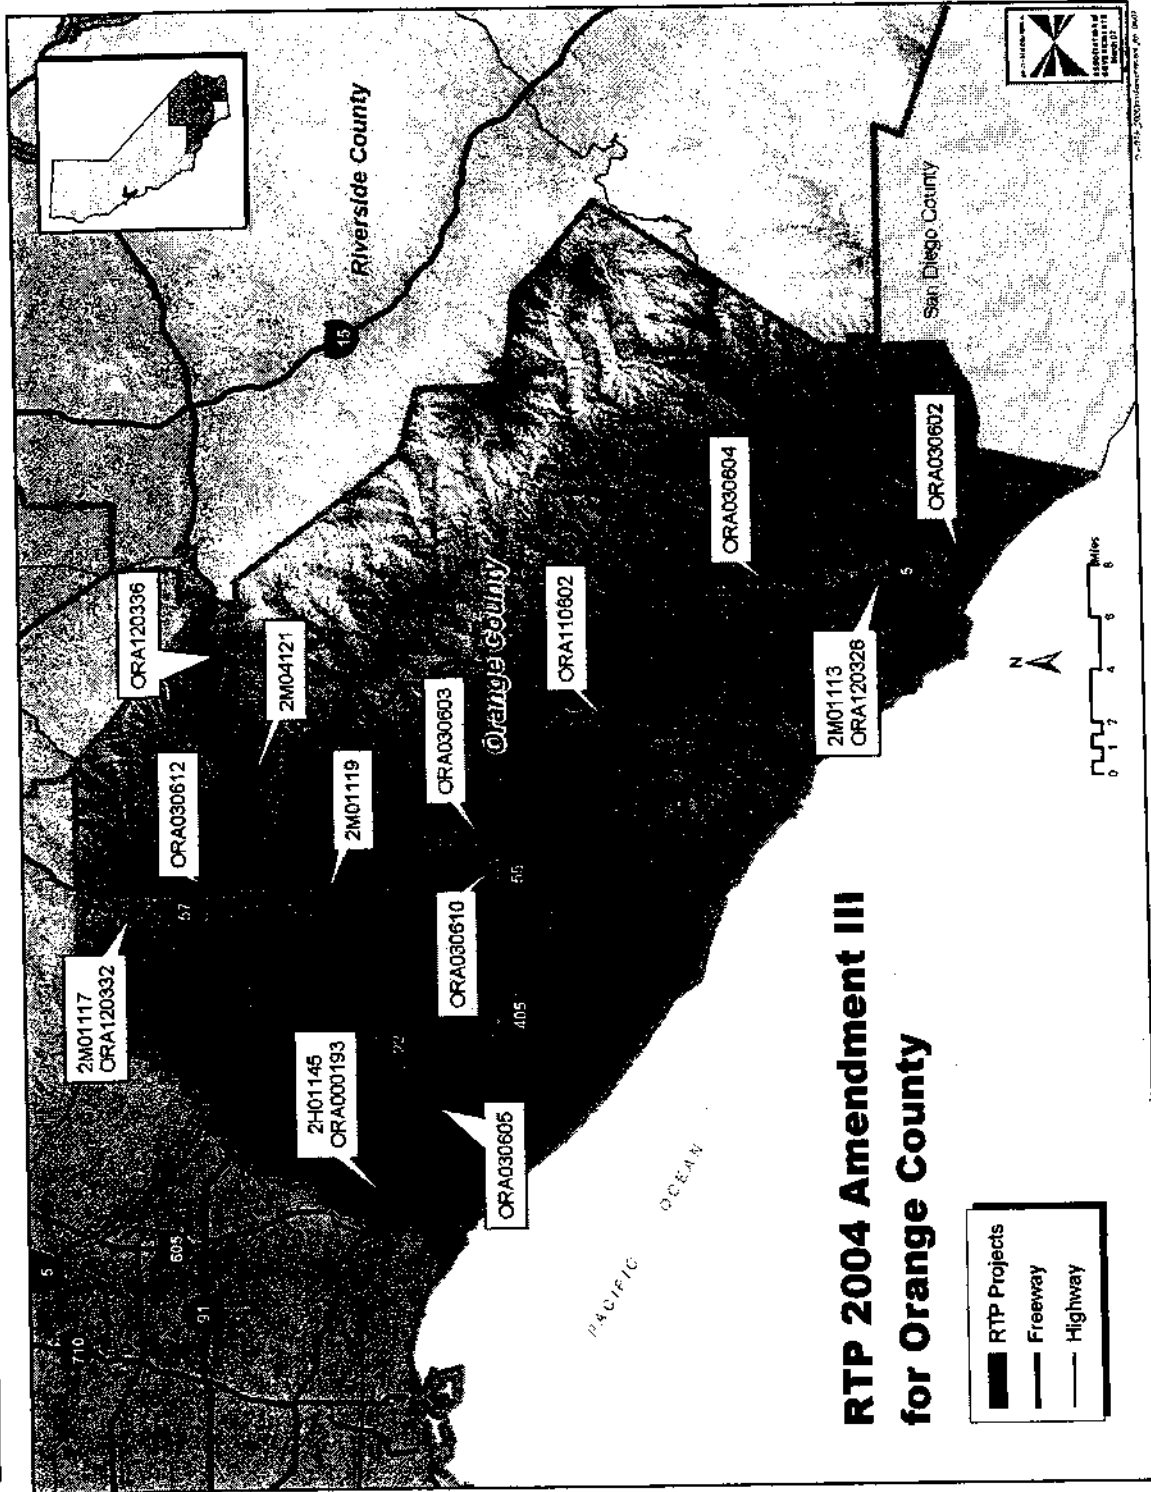 RTP 2004 Amendment III
for Orange County
RTP Projects
Freeway
Highway
5
710
605
91
2M01117
ORA120332
57
ORA030612
ORA120336
2M04121
2M01119
2H01145
ORA000193
22
ORA030605
ORA030610
405
55
ORA030603
Orange County
ORA110602
ORA030604
2M01113
ORA120326
5
ORA030602
15
Riverside County
San Diego County
PACIFIC OCEAN
N
0 1 2 4 6 8
Miles